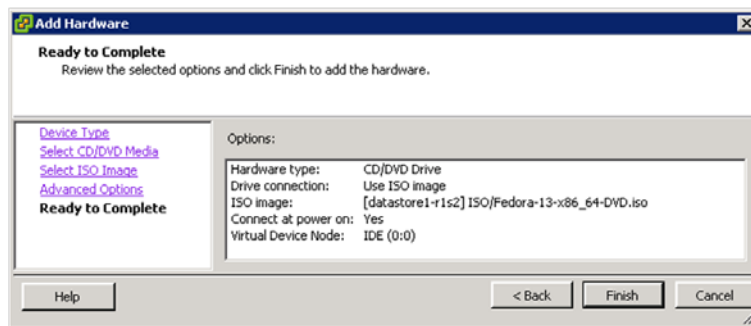 Add Hardware
Ready to Complete
Review the selected options and click Finish to add the hardware.
Device Type
Select CD/DVD Media
Select ISO Image
Advanced Options
Ready to Complete
Options:
Hardware type: CD/DVD Drive
Drive connection: Use ISO image
ISO image: [datastore1-r1s2] ISO/Fedora-13-x86_64-DVD.iso
Connect at power on: Yes
Virtual Device Node: IDE (0:0)
Help
< Back
Finish
Cancel